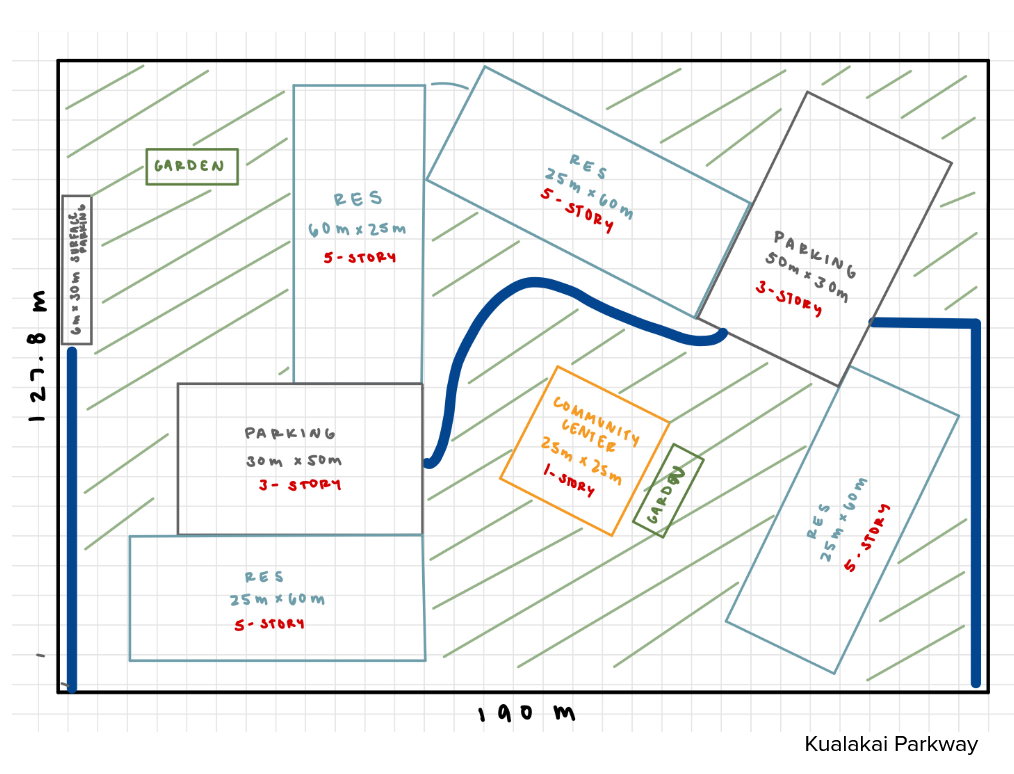 GARDEN
6m x 30m SURFACE
PARKING
RES
60m x 25m
5-STORY
RES
25m x 60m
5-STORY
PARKING
50m x 30m
3-STORY
127.8 m
PARKING
30m x 50m
3-STORY
COMMUNITY
CENTER
25m x 25m
1-STORY
GARDEN
RES
25m x 60m
5-STORY
RES
25m x 60m
5-STORY
190 m
Kualakai Parkway